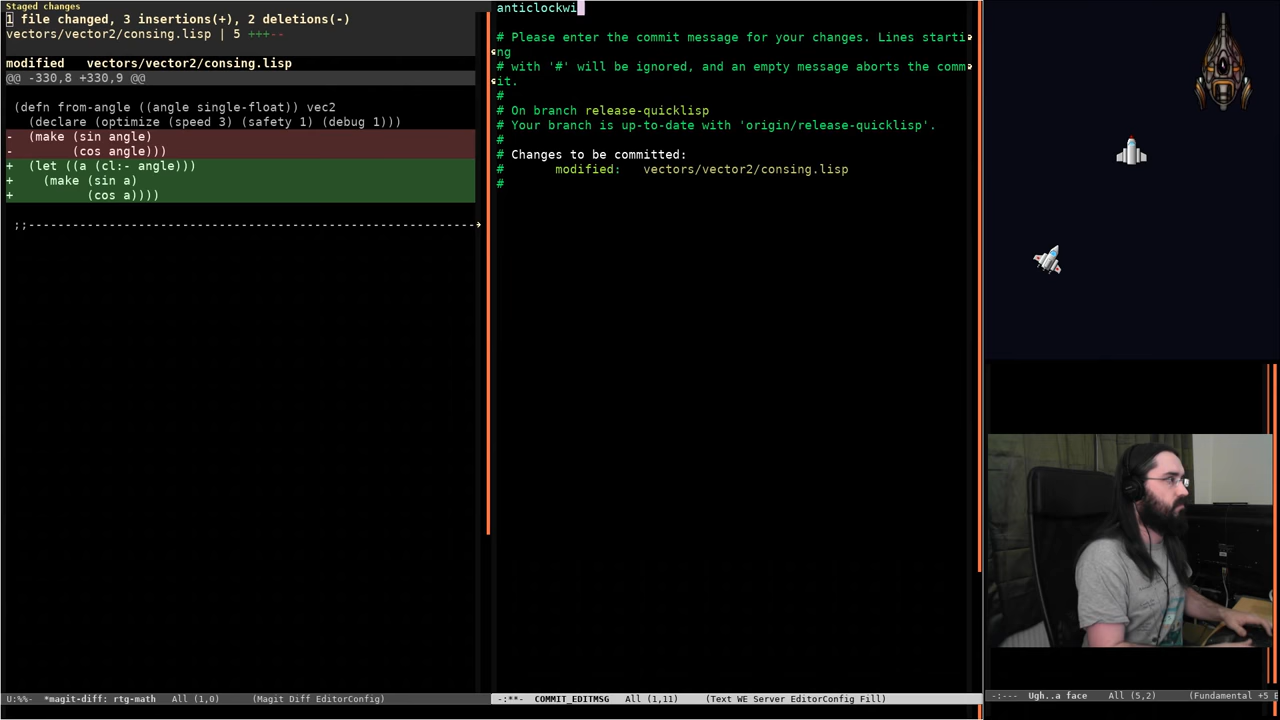 Staged changes
1 file changed, 3 insertions(+), 2 deletions(-)
vectors/vector2/consing.lisp | 5 +++--
modified   vectors/vector2/consing.lisp
@@ -330,8 +330,9 @@
(defn from-angle ((angle single-float)) vec2
(declare (optimize (speed 3) (safety 1) (debug 1)))
-  (make (sin angle)
-        (cos angle)))
+  (let ((a (cl:- angle)))
+    (make (sin a)
+          (cos a))))
;;--------------------------------------------------------------
U:%%-  *magit-diff: rtg-math   All (1,0)     (Magit Diff EditorConfig)
anticlockwi
# Please enter the commit message for your changes. Lines starti
ng
# with '#' will be ignored, and an empty message aborts the comm
it.
#
# On branch release-quicklisp
# Your branch is up-to-date with 'origin/release-quicklisp'.
#
# Changes to be committed:
#       modified:   vectors/vector2/consing.lisp
#
-:**-  COMMIT_EDITMSG   All (1,11)     (Text WE Server EditorConfig Fill)
-:---  Ugh..a face    All (5,2)      (Fundamental +5 E